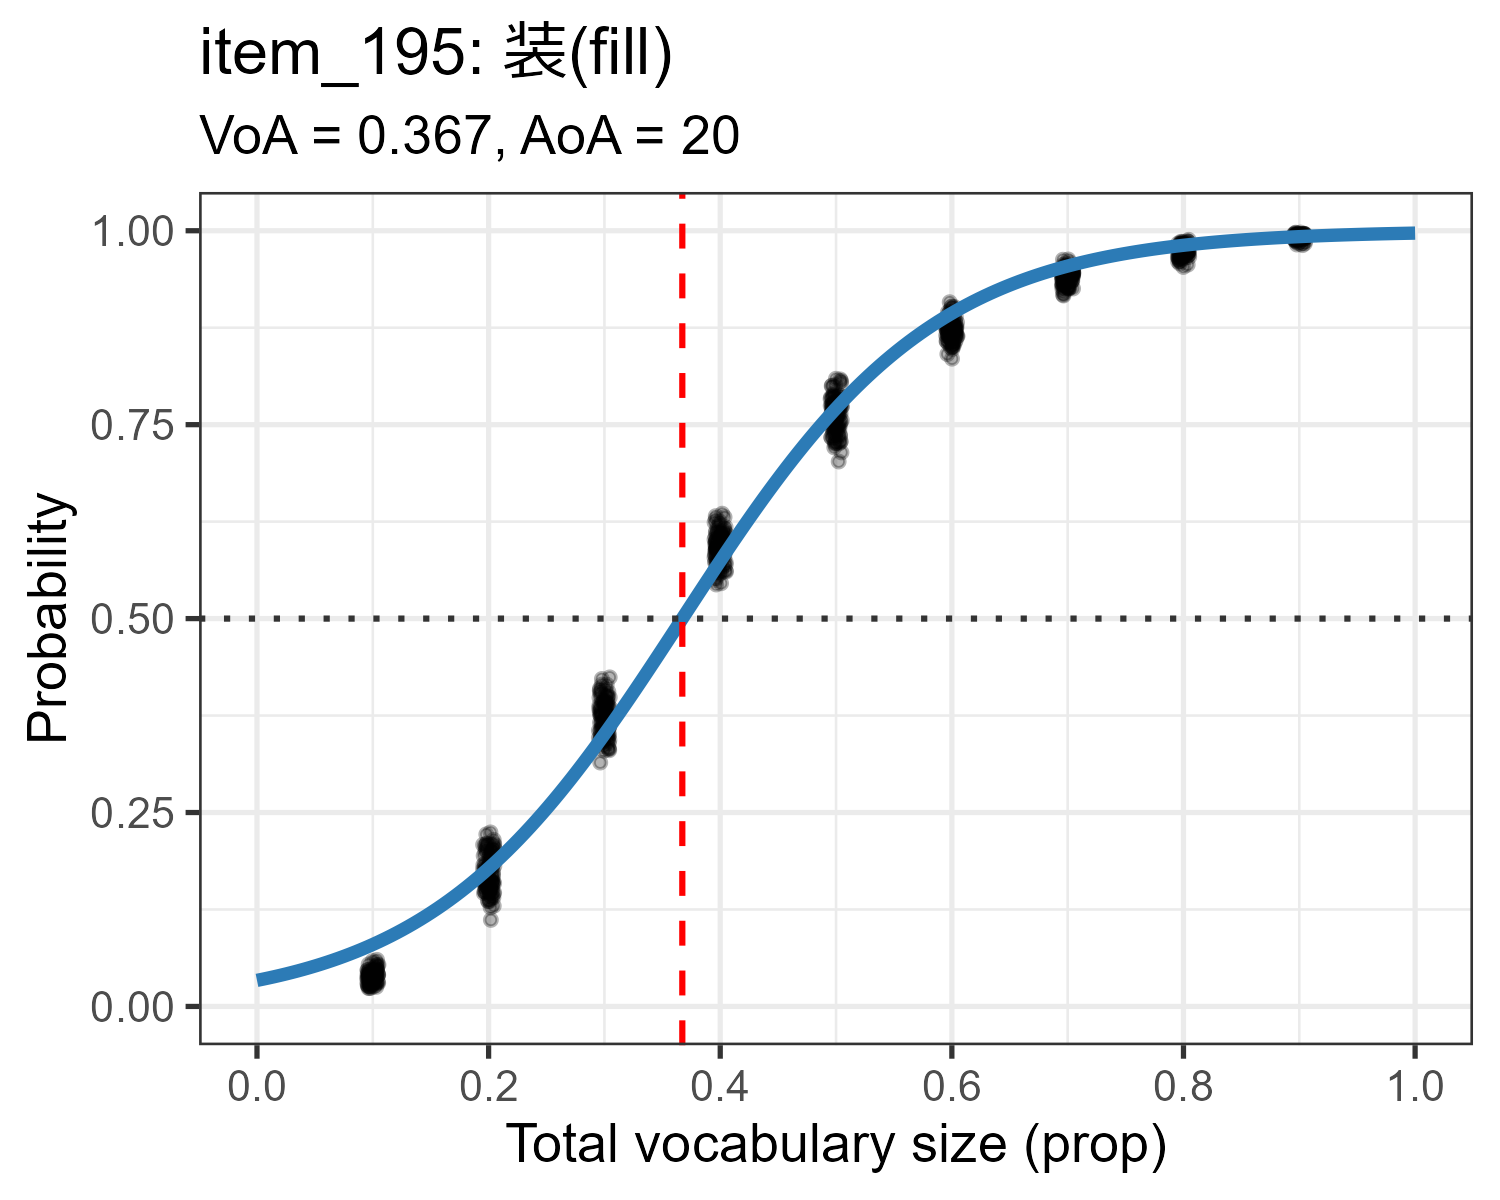 item_195: 装(fill)
VoA = 0.367, AoA = 20
1.00
0.75
0.50
0.25
0.00
Probability
0.0 0.2 0.4 0.6 0.8 1.0
Total vocabulary size (prop)